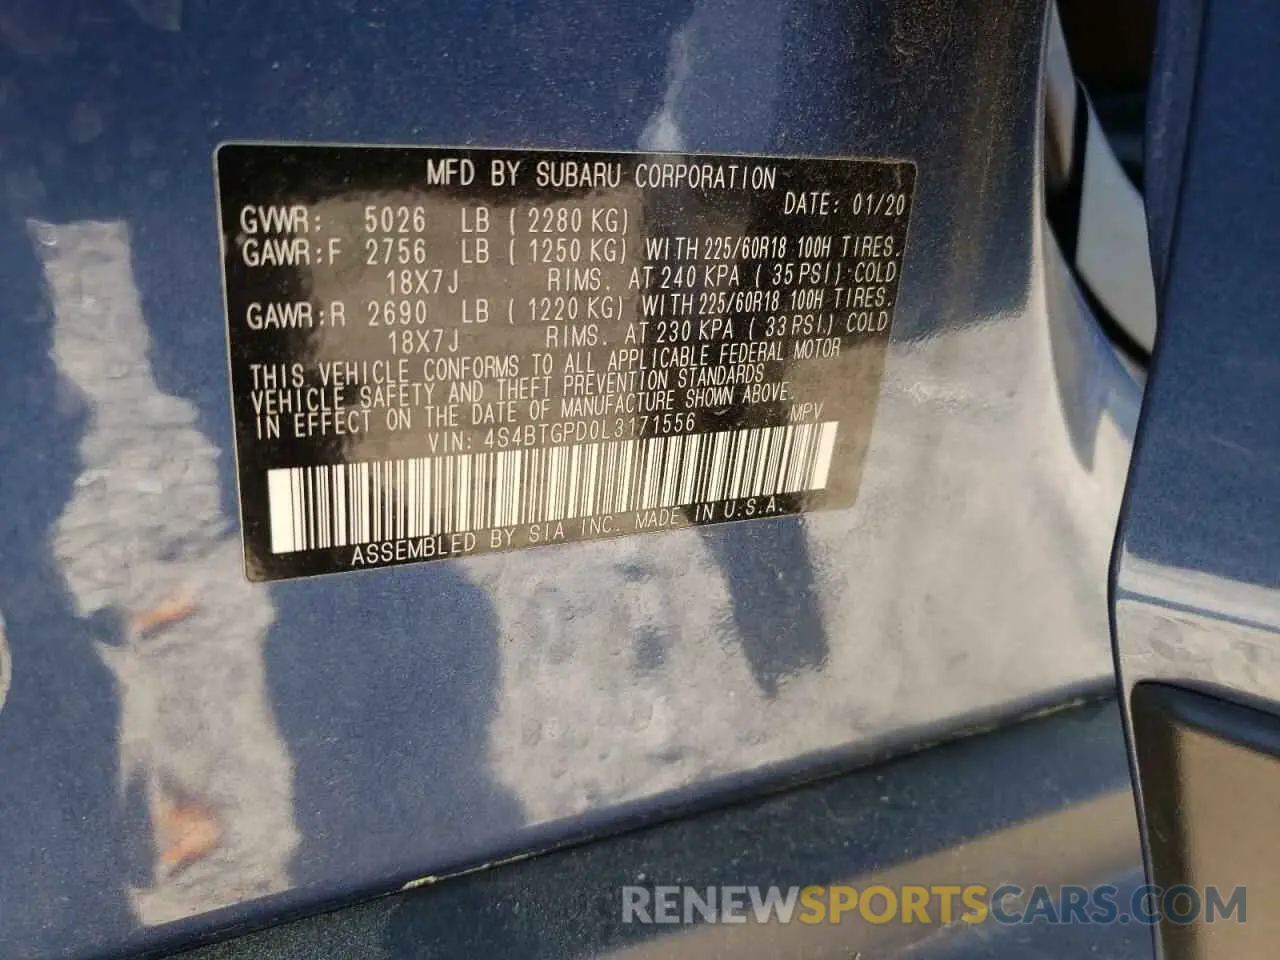 MFD BY SUBARU CORPORATION
DATE: 01/20
GVWR: 5026 LB ( 2280 KG)
GAWR:F 2756 LB ( 1250 KG) WITH 225/60R18 100H TIRES.
18X7J RIMS. AT 240 KPA ( 35 PSI) COLD
GAWR:R 2690 LB ( 1220 KG) WITH 225/60R18 100H TIRES.
18X7J RIMS. AT 230 KPA ( 33 PSI.) COLD
THIS VEHICLE CONFORMS TO ALL APPLICABLE FEDERAL MOTOR
VEHICLE SAFETY AND THEFT PREVENTION STANDARDS
IN EFFECT ON THE DATE OF MANUFACTURE SHOWN ABOVE.
VIN: 4S4BTGPD0L3171556 MPV
ASSEMBLED BY SIA INC. MADE IN U.S.A.
RENEWSPORTSCARS.COM